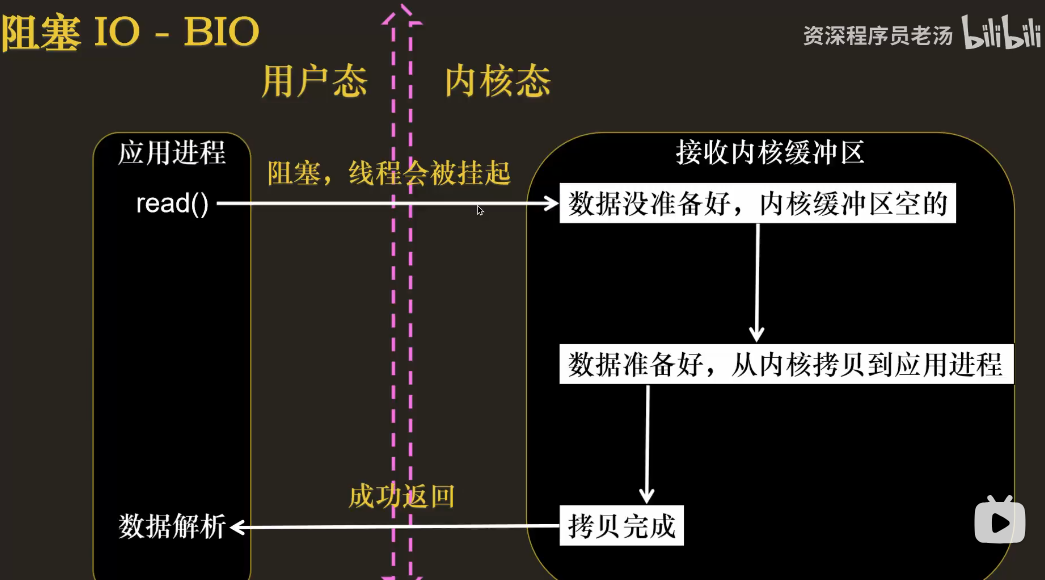 阻塞 IO - BIO
资深程序员老汤 bilibili
用户态
内核态
应用进程
接收内核缓冲区
阻塞，线程会被挂起
read()
数据没准备好，内核缓冲区空的
数据准备好，从内核拷贝到应用进程
成功返回
数据解析
拷贝完成